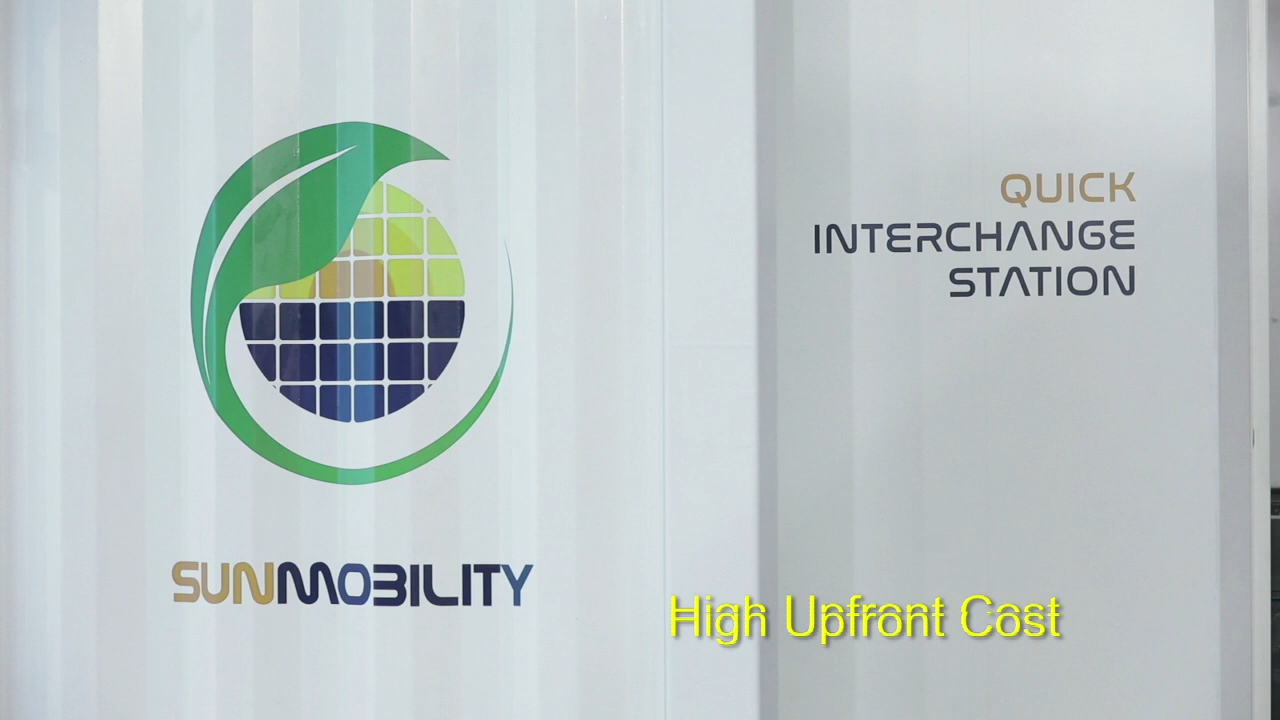 SUNMOBILITY
QUICK
INTERCHANGE
STATION
High Upfront Cost